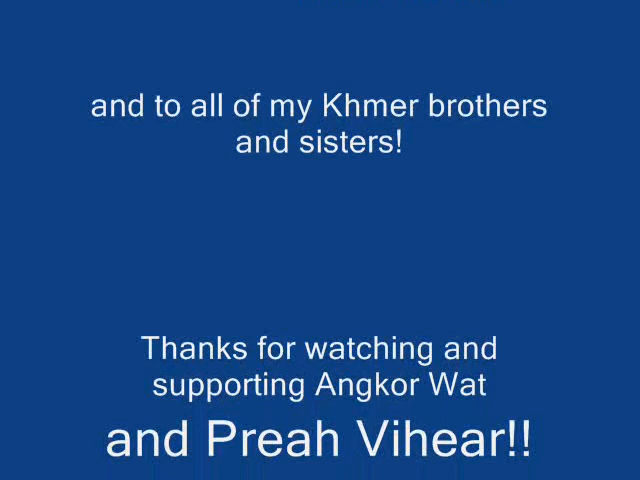 and to all of my Khmer brothers
and sisters!
Thanks for watching and
supporting Angkor Wat
and Preah Vihear!!